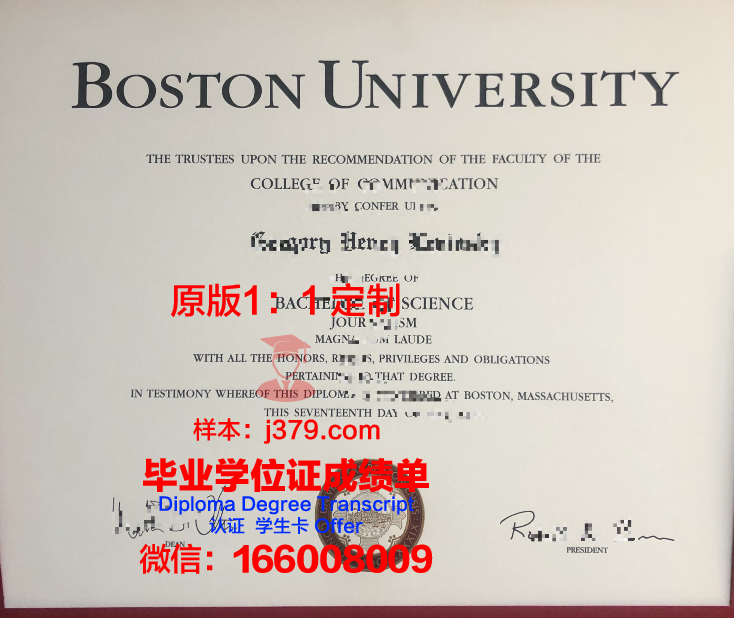 BOSTON UNIVERSITY
THE TRUSTEES UPON THE RECOMMENDATION OF THE FACULTY OF THE
COLLEGE OF
CONFER
Henry
DEGREE OF
原版1：1 定制
SCIENCE
LAUDE
WITH ALL THE HONORS, PRIVILEGES AND OBLIGATIONS
THAT DEGREE.
IN TESTIMONY WHEREOF THIS AT BOSTON, MASSACHUSETTS,
THIS SEVENTEENTH DAY
样本：j379.com
毕业学位证成绩单
Diploma Degree Transcript
认证 学生卡 Offer
DEAN
PRESIDENT
微信：166008009